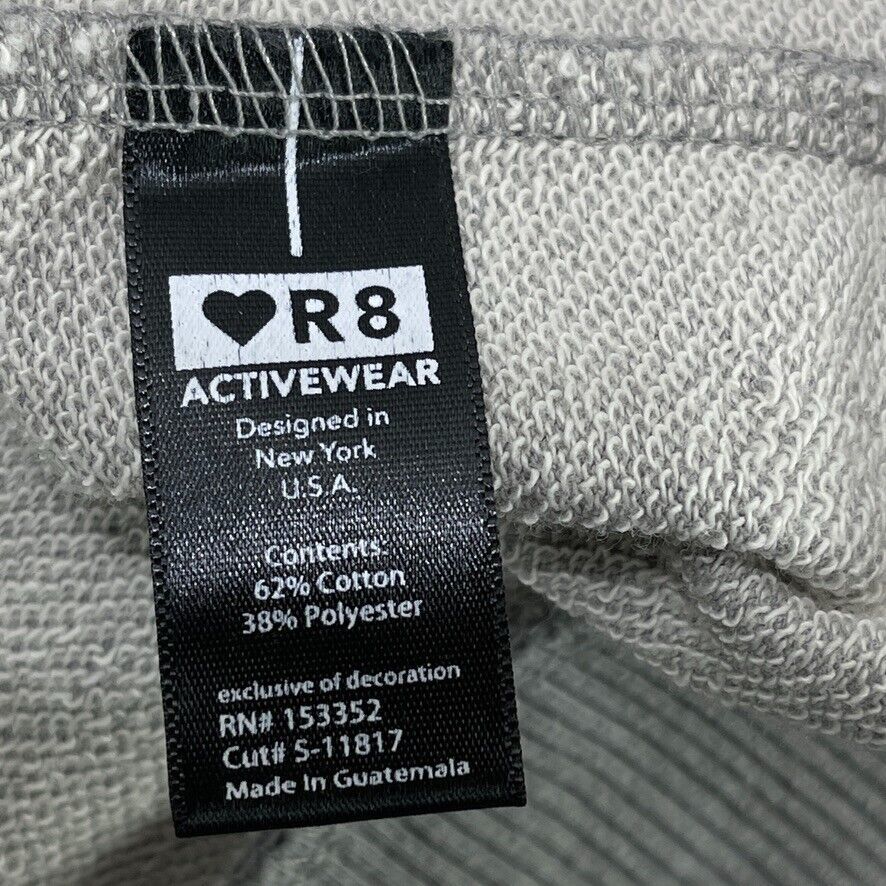 ♥R8
ACTIVEWEAR
Designed in
New York
U.S.A.
Contents:
62% Cotton
38% Polyester
exclusive of decoration
RN# 153352
Cut# S-11817
Made In Guatemala